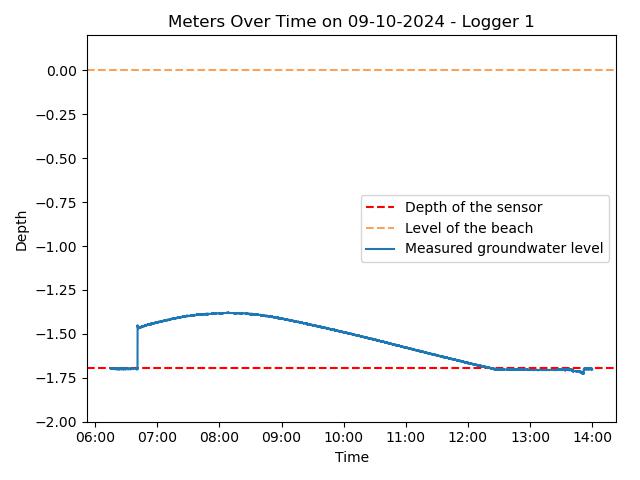 Meters Over Time on 09-10-2024 - Logger 1
Depth
0.00
−0.25
−0.50
−0.75
−1.00
−1.25
−1.50
−1.75
−2.00
Depth of the sensor
Level of the beach
Measured groundwater level
06:00 07:00 08:00 09:00 10:00 11:00 12:00 13:00 14:00
Time